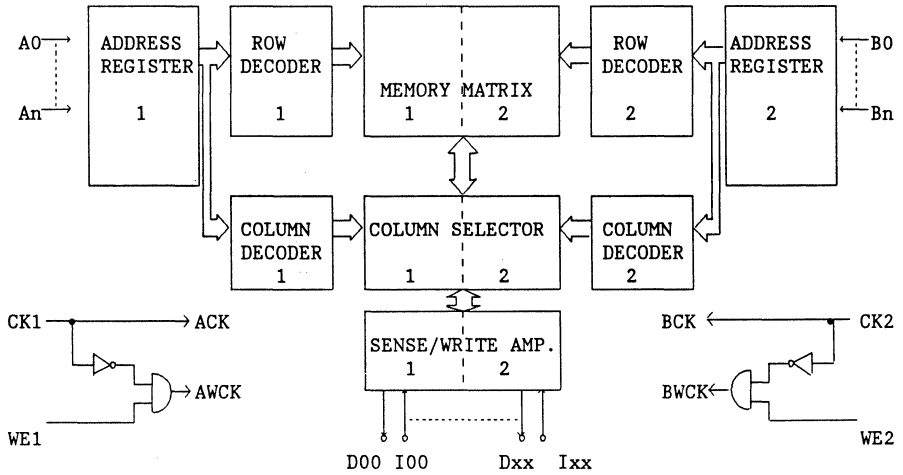 A0
An
ADDRESS
REGISTER
1
ROW
DECODER
1
MEMORY MATRIX
1 2
ROW
DECODER
2
ADDRESS
REGISTER
2
B0
Bn
COLUMN
DECODER
1
COLUMN SELECTOR
1 2
COLUMN
DECODER
2
CK1
ACK
AWCK
WE1
SENSE/WRITE AMP.
1 2
D00 I00 Dxx Ixx
BCK
CK2
BWCK
WE2